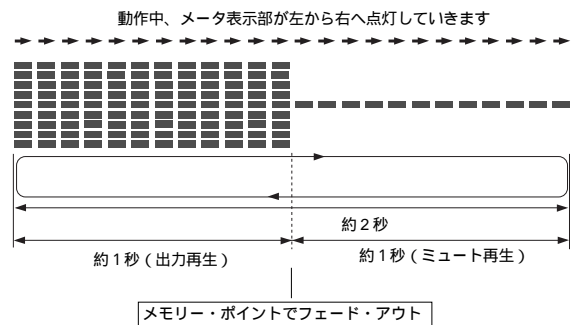 動作中、メータ表示部が左から右へ点灯していきます
約2秒
約1秒（出力再生）
約1秒（ミュート再生）
メモリー・ポイントでフェード・アウト